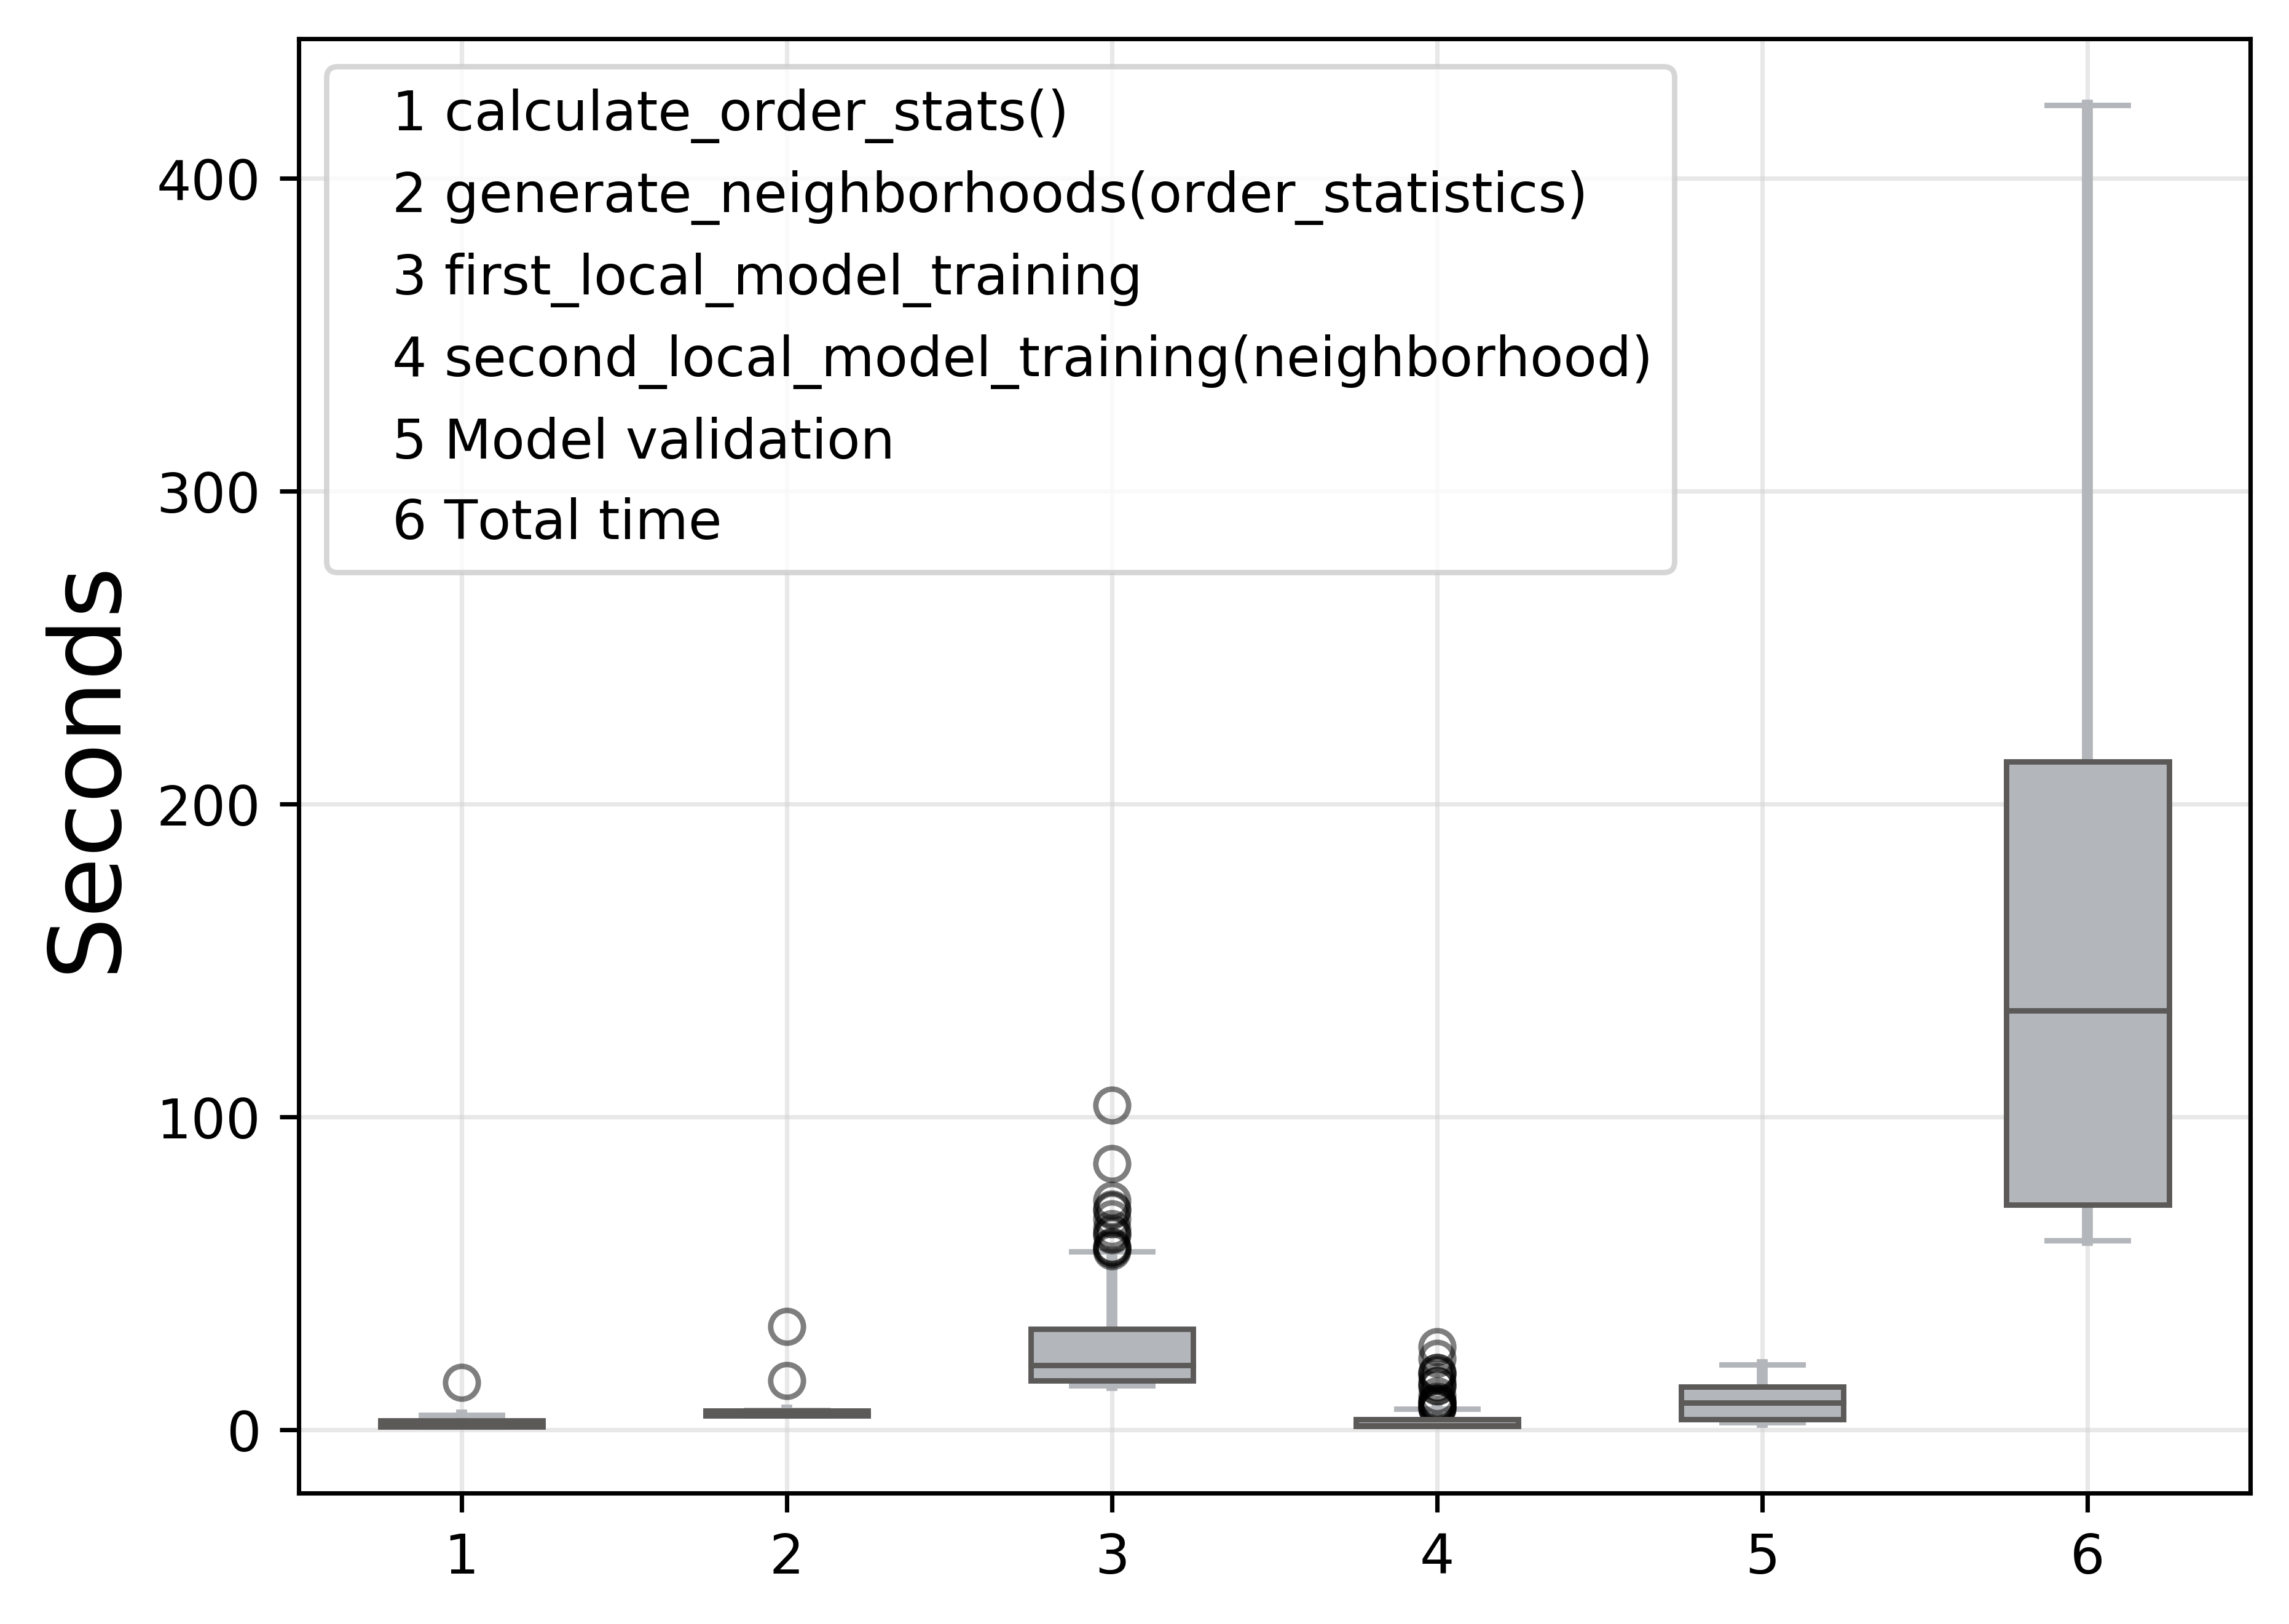 1 calculate_order_stats()
2 generate_neighborhoods(order_statistics)
3 first_local_model_training
4 second_local_model_training(neighborhood)
5 Model validation
6 Total time
Seconds
400
300
200
100
0
1 2 3 4 5 6